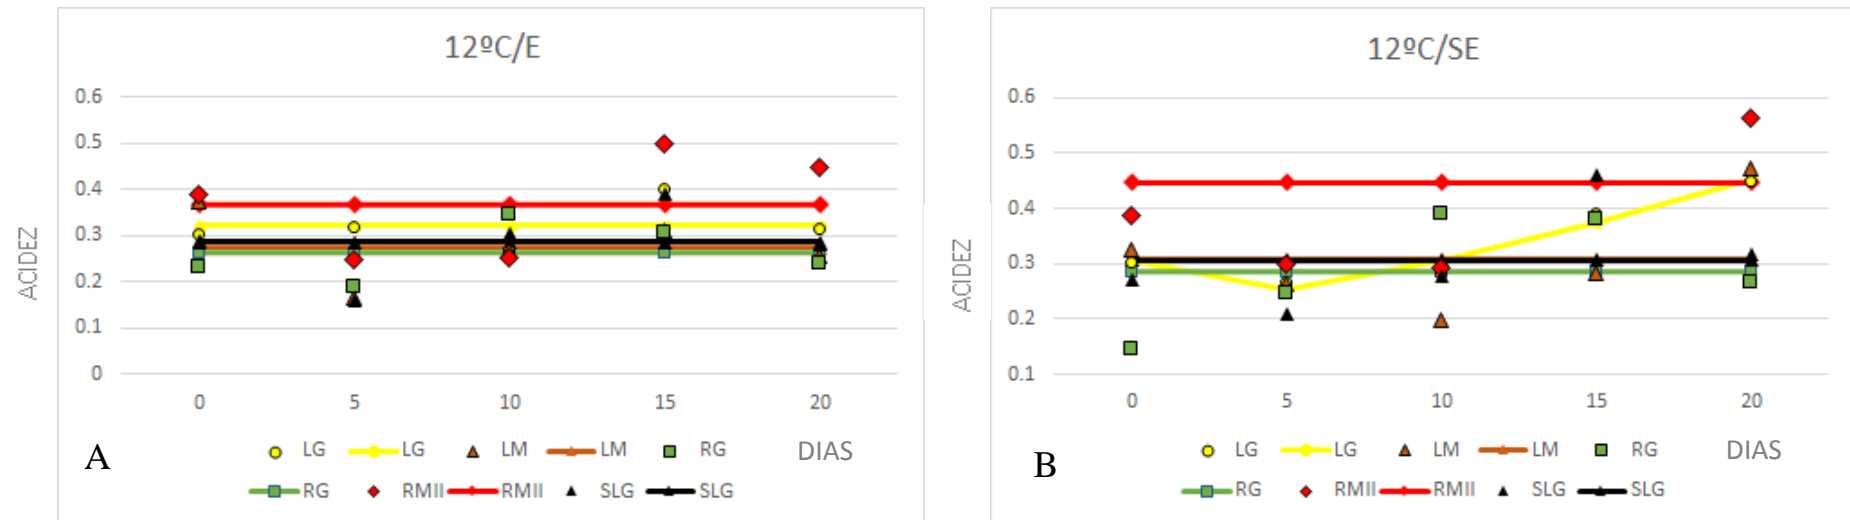 12ºC/E
0.6
0.5
0.4
0.3
0.2
0.1
0
ACIDEZ
0 5 10 15 20
LG LG LM LM RG DIAS
RG RMII RMII SLG SLG
A
12ºC/SE
0.6
0.5
0.4
0.3
0.2
0.1
ACIDEZ
0 5 10 15 20
LG LG LM LM RG DIAS
RG RMII RMII SLG SLG
B